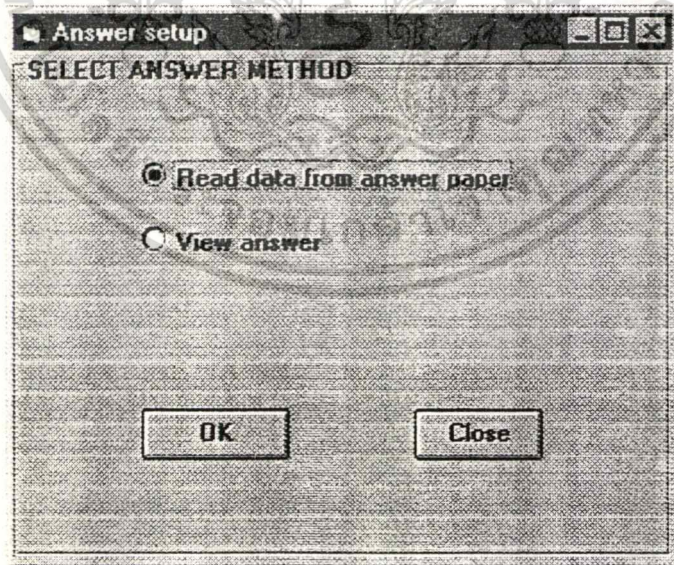 Answer setup
SELECT ANSWER METHOD
Read data from answer paper
View answer
OK
Close